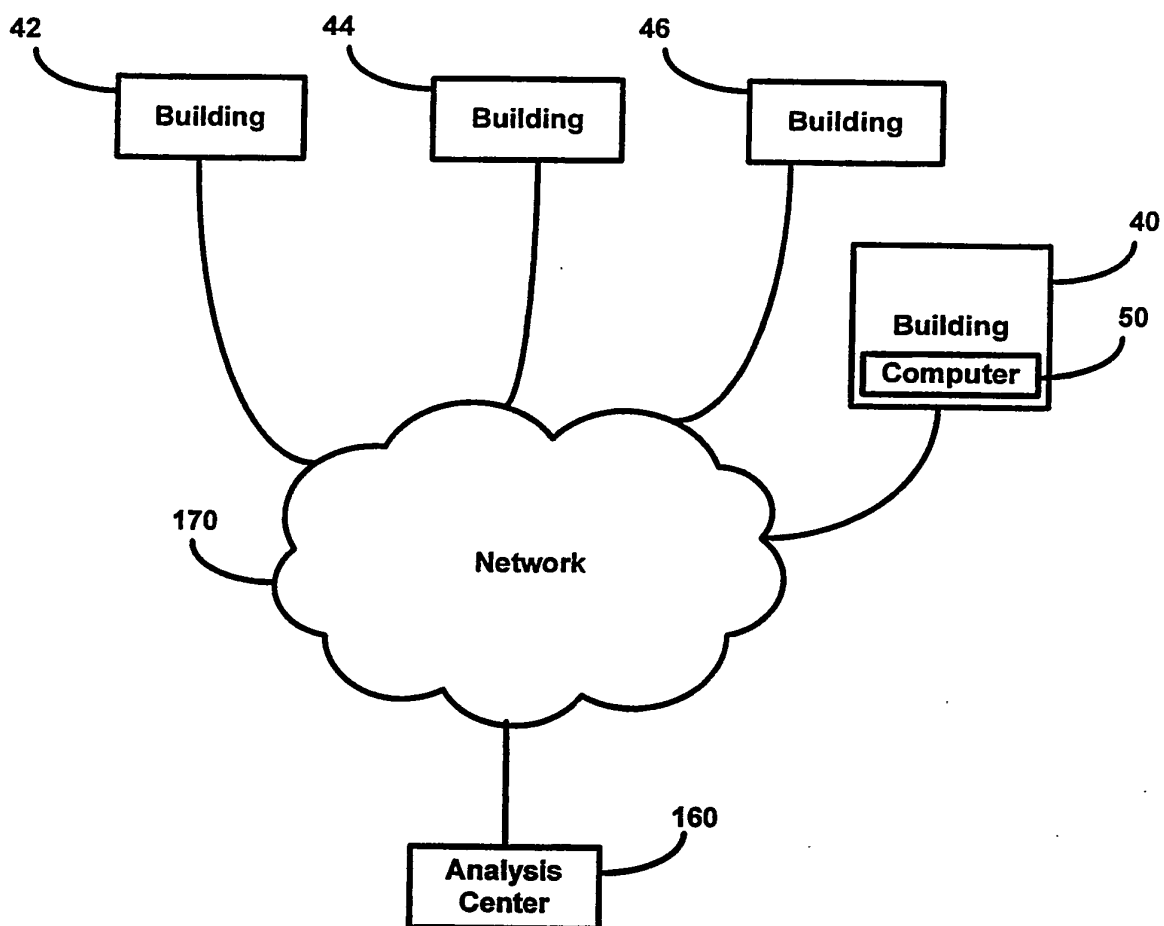 42
44
46
Building
Building
Building
40
Building
50
Computer
170
Network
160
Analysis
Center